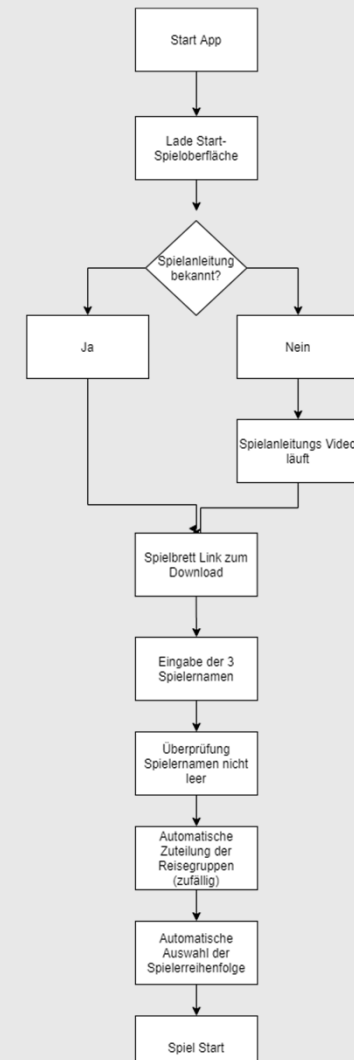 Start App
Lade Start-
Spieloberfläche
Spielanleitung
bekannt?
Ja
Nein
Spielanleitungs Video
läuft
Spielbrett Link zum
Download
Eingabe der 3
Spielernamen
Überprüfung
Spielernamen nicht
leer
Automatische
Zuteilung der
Reisegruppen
(zufällig)
Automatische
Auswahl der
Spielerreihenfolge
Spiel Start